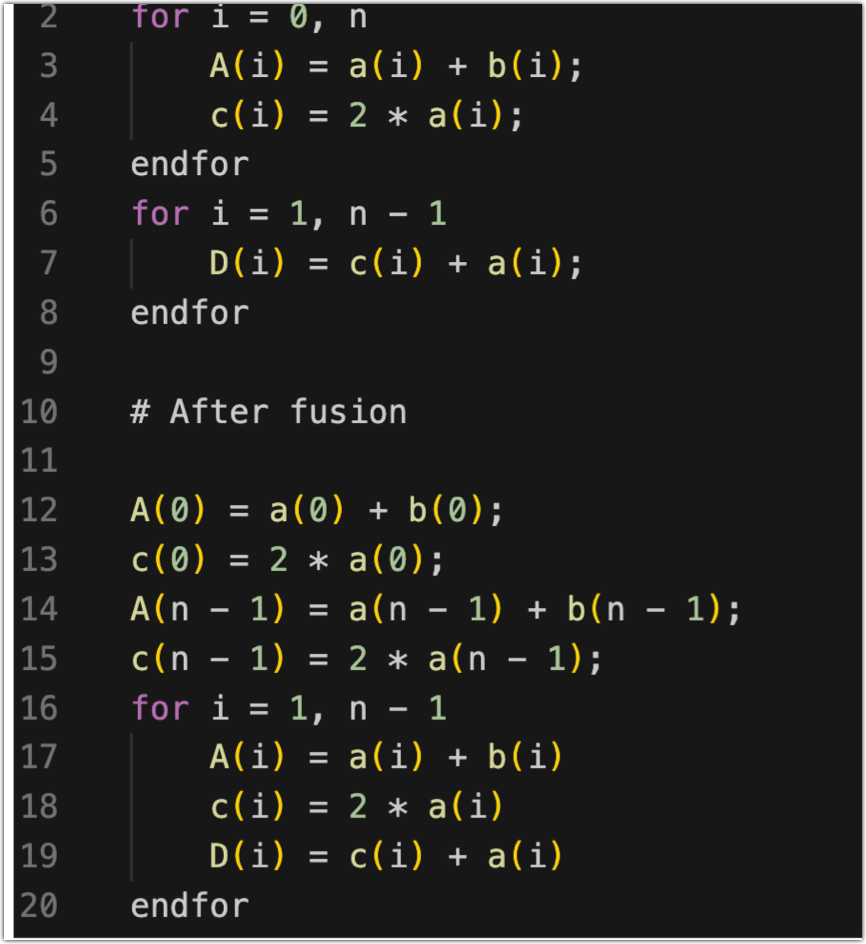 2 for i = 0, n
3 A(i) = a(i) + b(i);
4 c(i) = 2 * a(i);
5 endfor
6 for i = 1, n - 1
7 D(i) = c(i) + a(i);
8 endfor
9
10 # After fusion
11
12 A(0) = a(0) + b(0);
13 c(0) = 2 * a(0);
14 A(n - 1) = a(n - 1) + b(n - 1);
15 c(n - 1) = 2 * a(n - 1);
16 for i = 1, n - 1
17 A(i) = a(i) + b(i)
18 c(i) = 2 * a(i)
19 D(i) = c(i) + a(i)
20 endfor